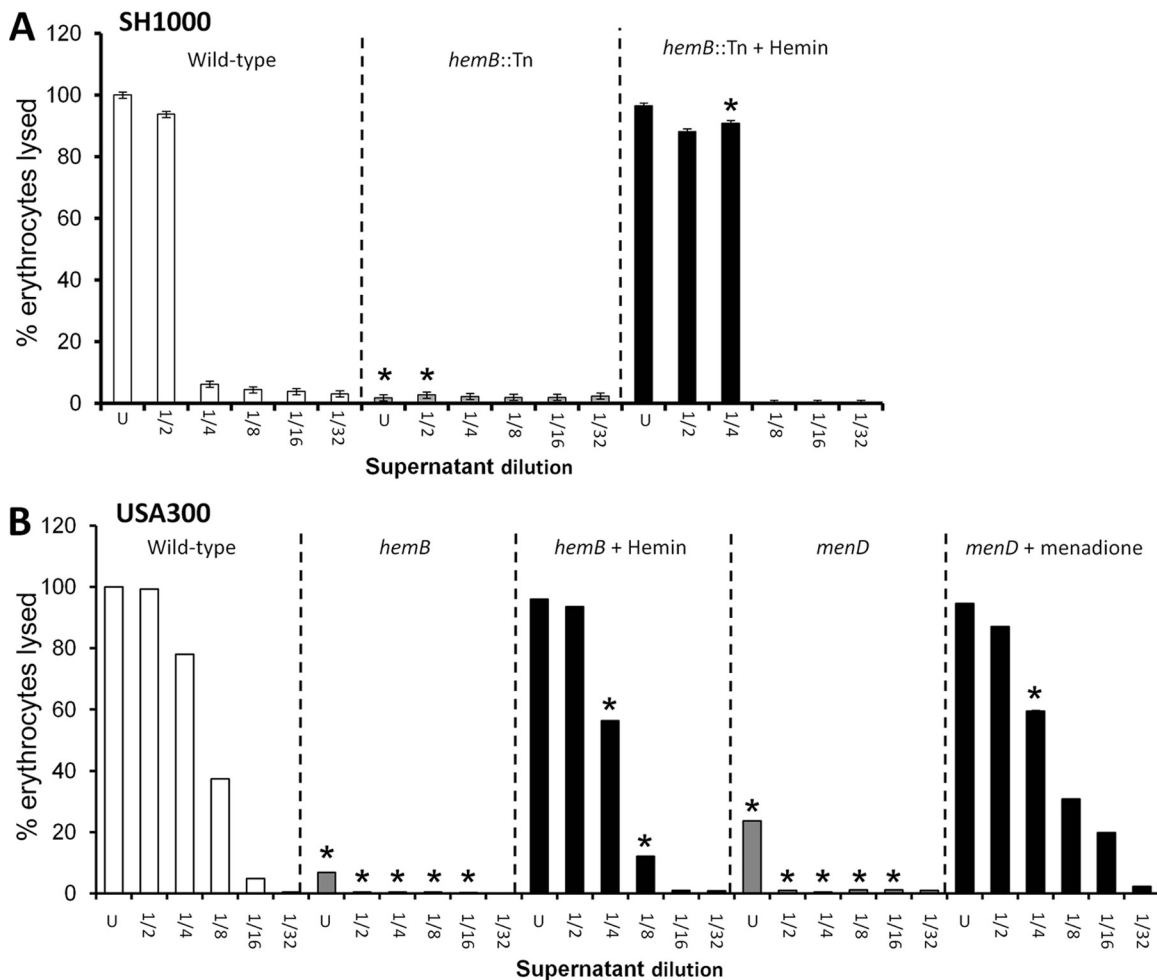 A SH1000
% erythrocytes lysed
120
100
80
60
40
20
0
Wild-type
hemB::Tn
hemB::Tn + Hemin
*
* *
U 1/2 1/4 1/8 1/16 1/32 U 1/2 1/4 1/8 1/16 1/32 U 1/2 1/4 1/8 1/16 1/32
Supernatant dilution
B USA300
% erythrocytes lysed
120
100
80
60
40
20
0
Wild-type
hemB
hemB + Hemin
menD
menD + menadione
* * * * *
* *
* * * * *
*
U 1/2 1/4 1/8 1/16 1/32 U 1/2 1/4 1/8 1/16 1/32 U 1/2 1/4 1/8 1/16 1/32 U 1/2 1/4 1/8 1/16 1/32 U 1/2 1/4 1/8 1/16 1/32
Supernatant dilution